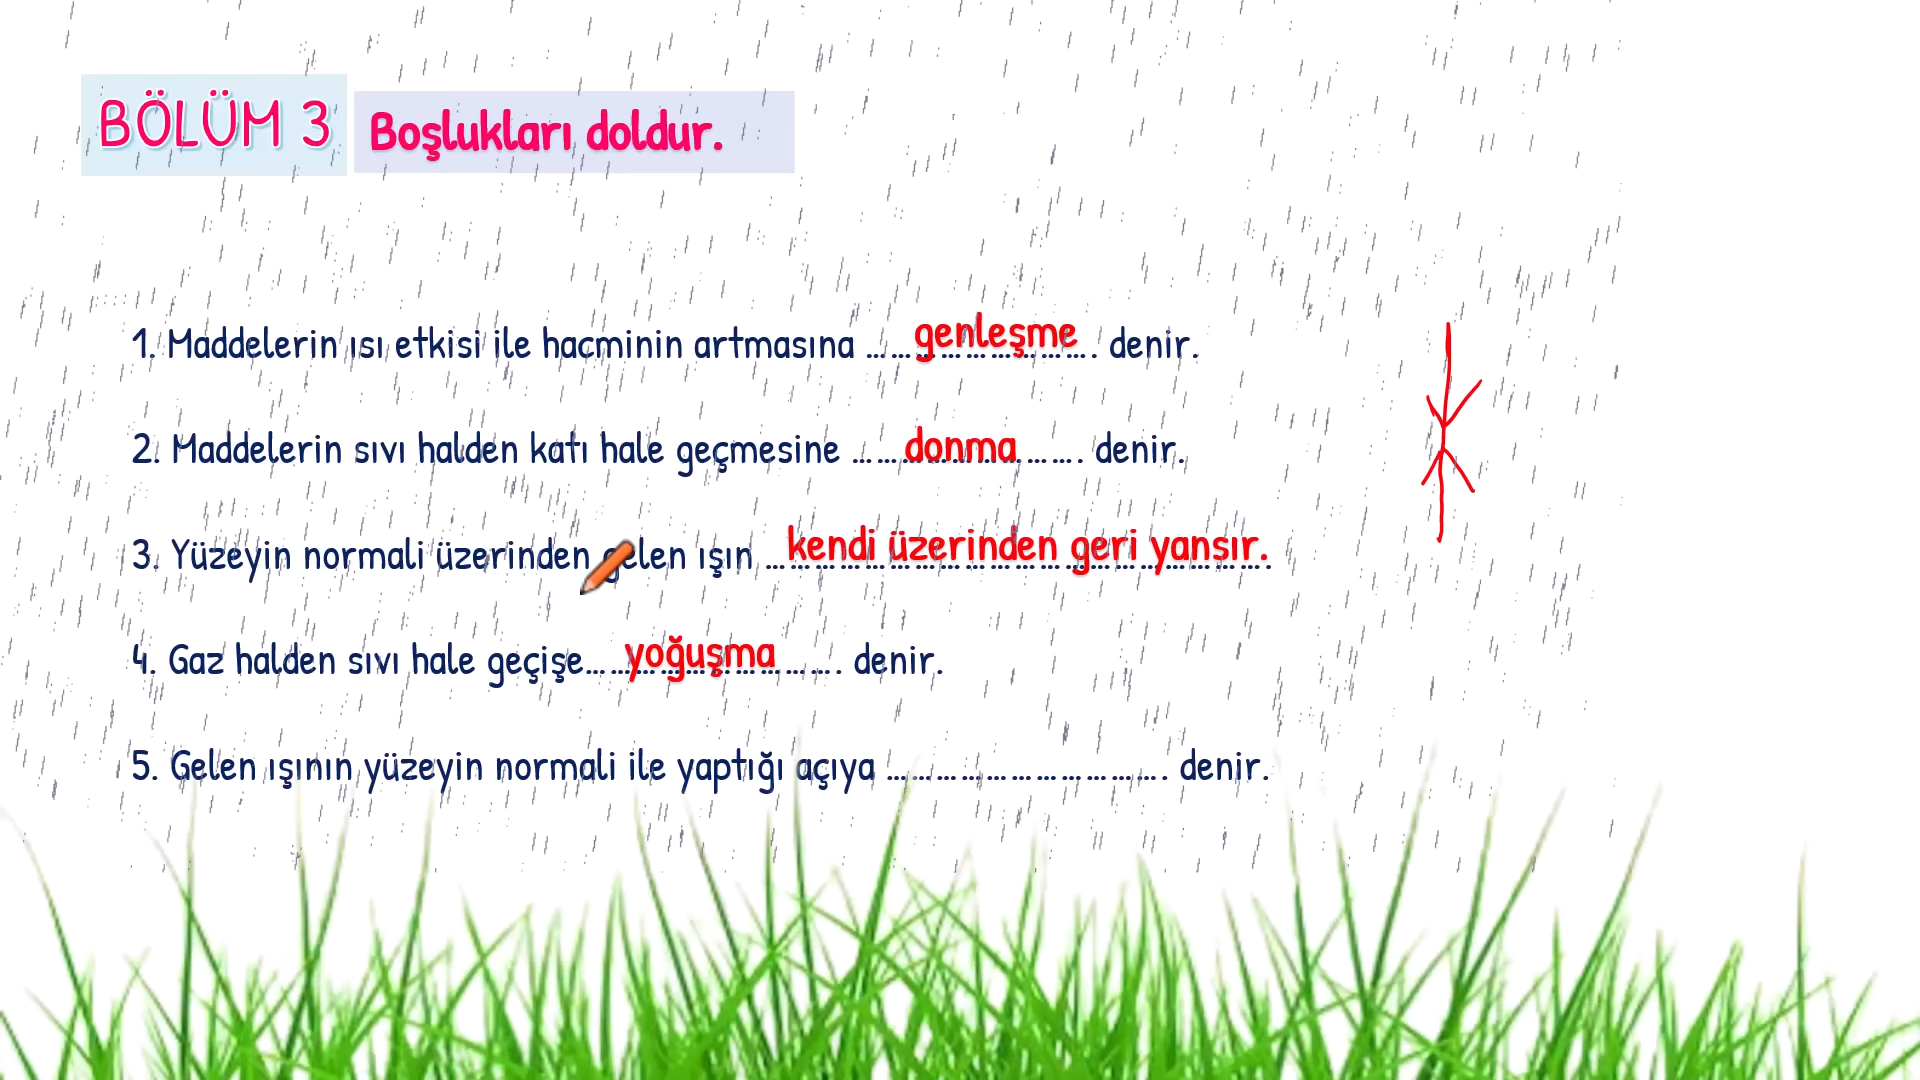 BÖLÜM 3 Boşlukları doldur.
1. Maddelerin ısı etkisi ile hacminin artmasına ... genleşme ... denir.
2. Maddelerin sıvı halden katı hale geçmesine ... donma ... denir.
3. Yüzeyin normali üzerinden gelen ışın ... kendi üzerinden geri yansır.
4. Gaz halden sıvı hale geçişe... yoğuşma ... denir.
5. Gelen ışının yüzeyin normali ile yaptığı açıya ……………………………. denir.